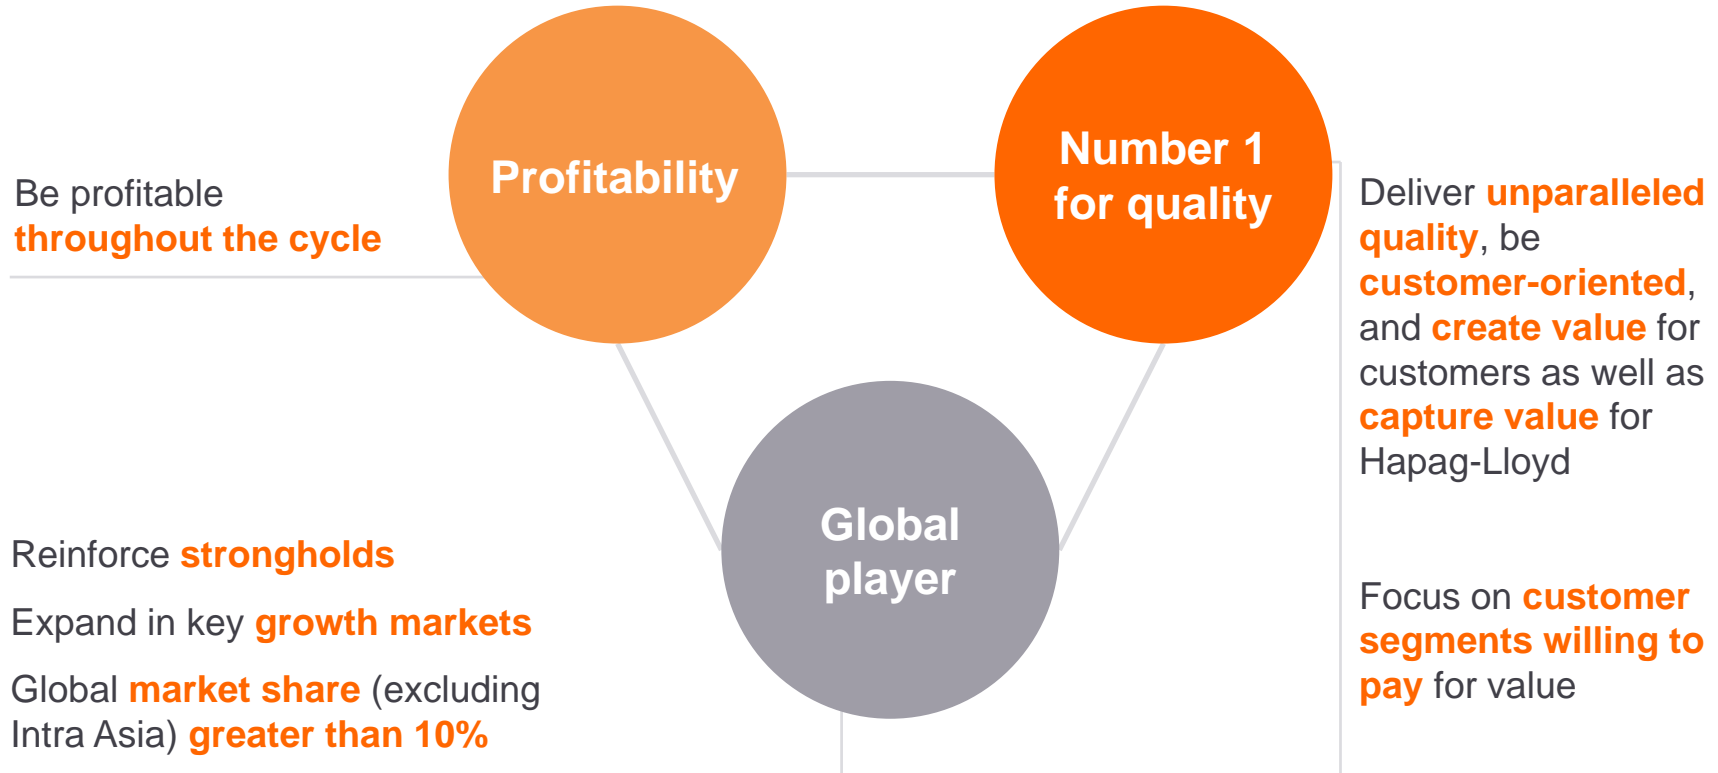 Profitability
Number 1
for quality
Global
player
Be profitable
throughout the cycle
Reinforce strongholds
Expand in key growth markets
Global market share (excluding
Intra Asia) greater than 10%
Deliver unparalleled
quality, be
customer-oriented,
and create value for
customers as well as
capture value for
Hapag-Lloyd
Focus on customer
segments willing to
pay for value